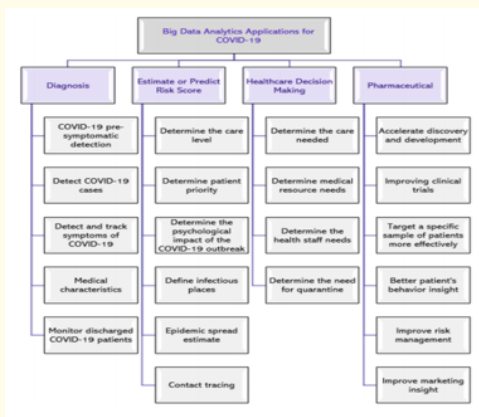 Big Data Analytics Applications for
COVID-19
Diagnosis
COVID-19 pre-
symptomatic
detection
Detect COVID-19
cases
Detect and track
symptoms of
COVID-19
Medical
characteristics
Monitor discharged
COVID-19 patients
Estimate or Predict
Risk Score
Determine the care
level
Determine patient
priority
Determine the
psychological
impact of the
COVID-19 outbreak
Define infectious
places
Epidemic spread
estimate
Contact tracing
Healthcare Decision
Making
Determine the care
needed
Determine medical
resource needs
Determine the
health staff needs
Determine the need
for quarantine
Pharmaceutical
Accelerate discovery
and development
Improving clinical
trials
Target a specific
sample of patients
more effectively
Better patient's
behavior insight
Improve risk
management
Improve marketing
insight